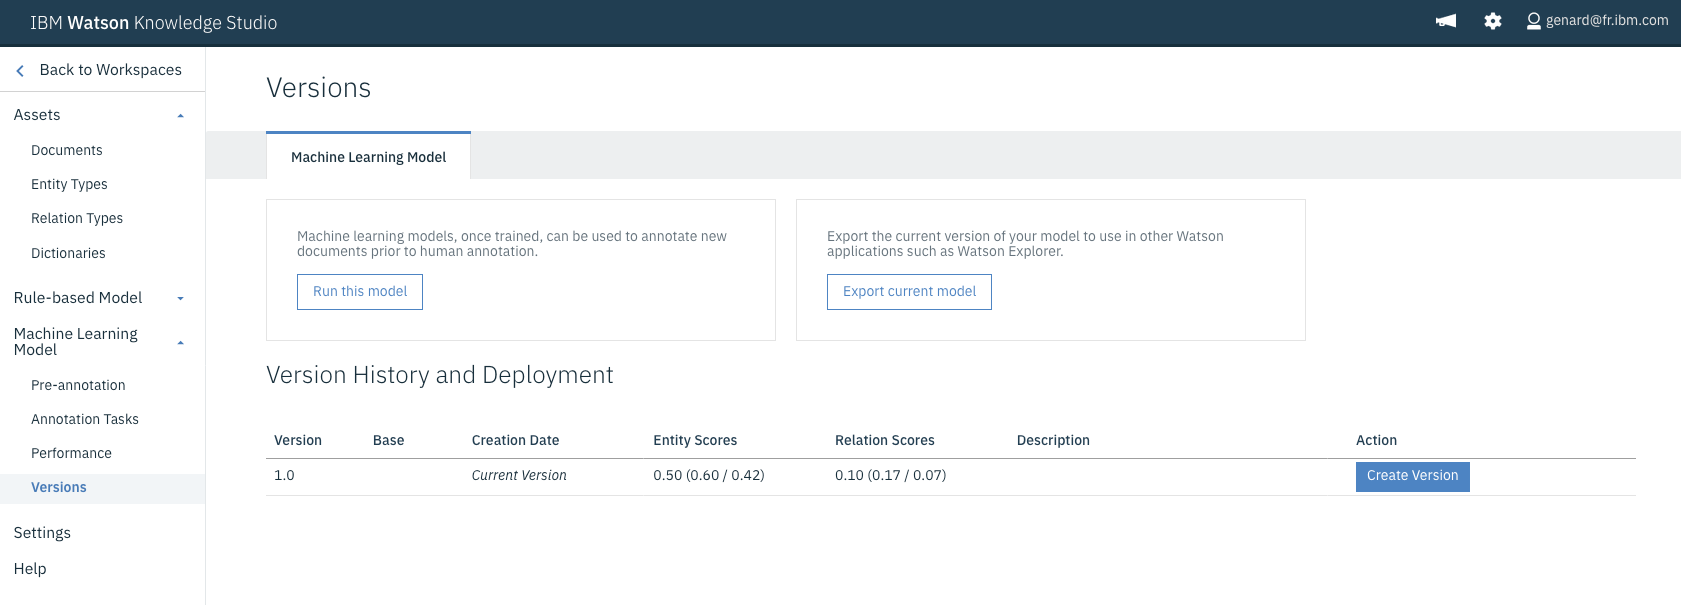 IBM Watson Knowledge Studio
genard@fr.ibm.com
Back to Workspaces
Assets
Documents
Entity Types
Relation Types
Dictionaries
Rule-based Model
Machine Learning
Model
Pre-annotation
Annotation Tasks
Performance
Versions
Settings
Help
Versions
Machine Learning Model
Machine learning models, once trained, can be used to annotate new
documents prior to human annotation.
Run this model
Export the current version of your model to use in other Watson
applications such as Watson Explorer.
Export current model
Version History and Deployment
Version Base Creation Date Entity Scores Relation Scores Description Action
1.0 Current Version 0.50 (0.60 / 0.42) 0.10 (0.17 / 0.07) Create Version